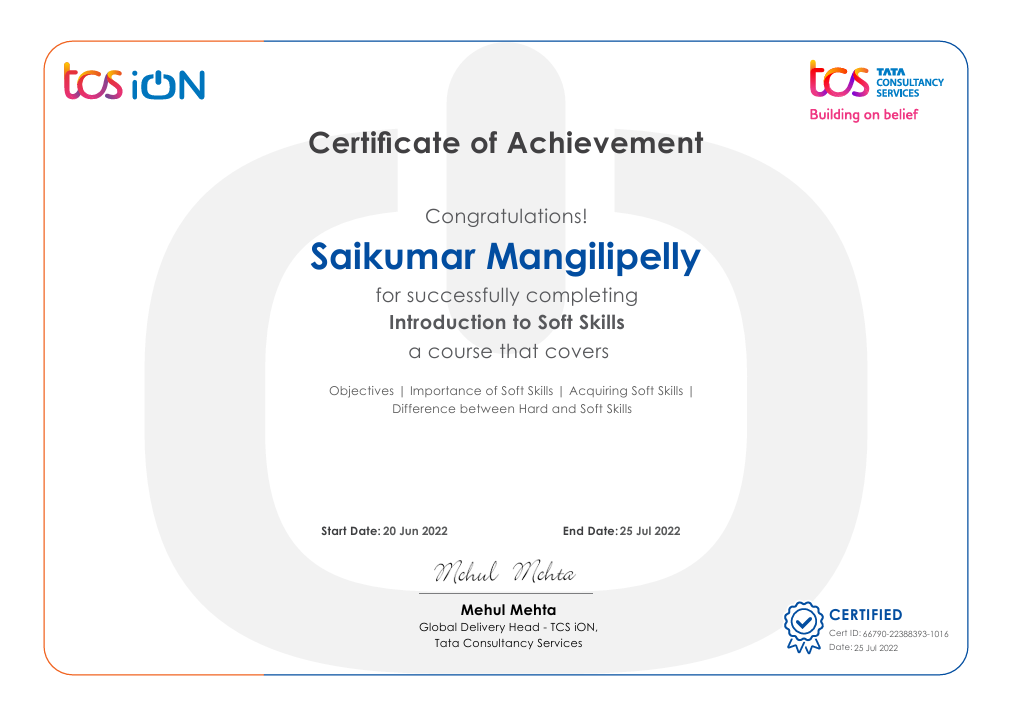 tcs iON
tcs TATA
CONSULTANCY
SERVICES
Building on belief
Certificate of Achievement
Congratulations!
Saikumar Mangilipelly
for successfully completing
Introduction to Soft Skills
a course that covers
Objectives | Importance of Soft Skills | Acquiring Soft Skills |
Difference between Hard and Soft Skills
Start Date: 20 Jun 2022 End Date: 25 Jul 2022
Mehul Mehta
Mehul Mehta
Global Delivery Head - TCS iON,
Tata Consultancy Services
CERTIFIED
Cert ID: 66790-22388393-1016
Date: 25 Jul 2022